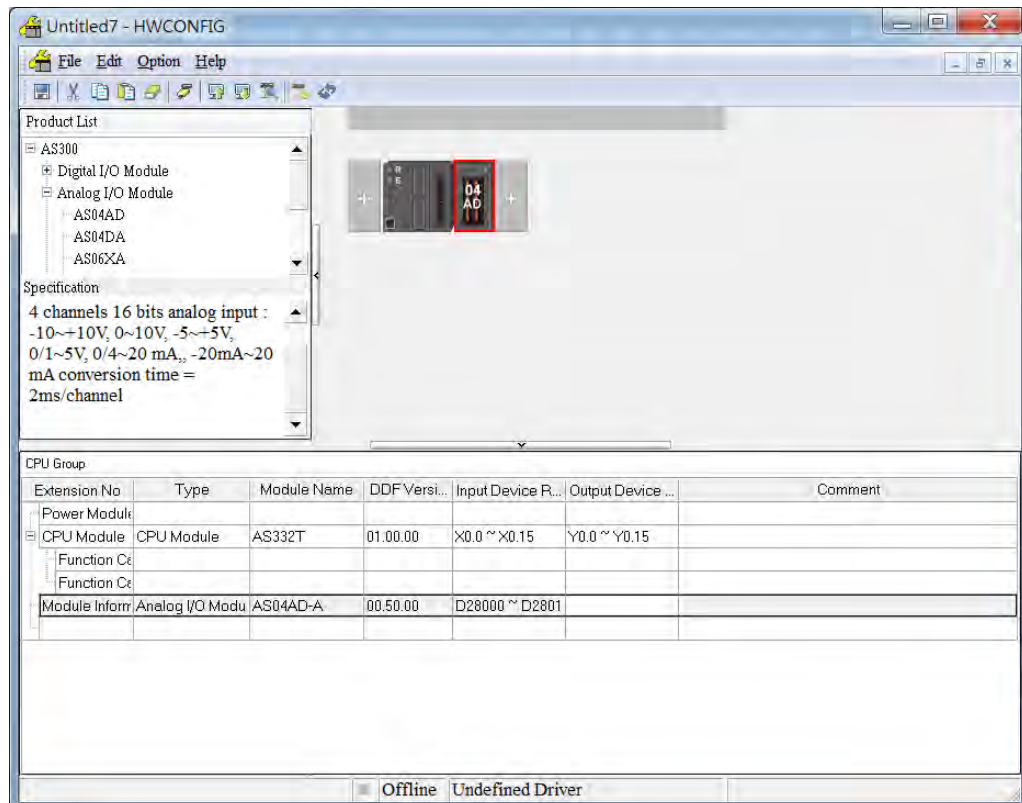 Untitled7 - HWCONFIG
File Edit Option Help
Product List
AS300
Digital I/O Module
Analog I/O Module
AS04AD
AS04DA
AS06XA
04
AD
R
E
Specification
4 channels 16 bits analog input :
-10~+10V, 0~10V, -5~+5V,
0/1~5V, 0/4~20 mA,, -20mA~20
mA conversion time =
2ms/channel
CPU Group
Extension No Type Module Name DDF Versi... Input Device R... Output Device ... Comment
Power Module
CPU Module CPU Module AS332T 01.00.00 X0.0 ~ X0.15 Y0.0 ~ Y0.15
Function Ca
Function Ca
Module Inform Analog I/O Modu AS04AD-A 00.50.00 D28000 ~ D2801
Offline Undefined Driver